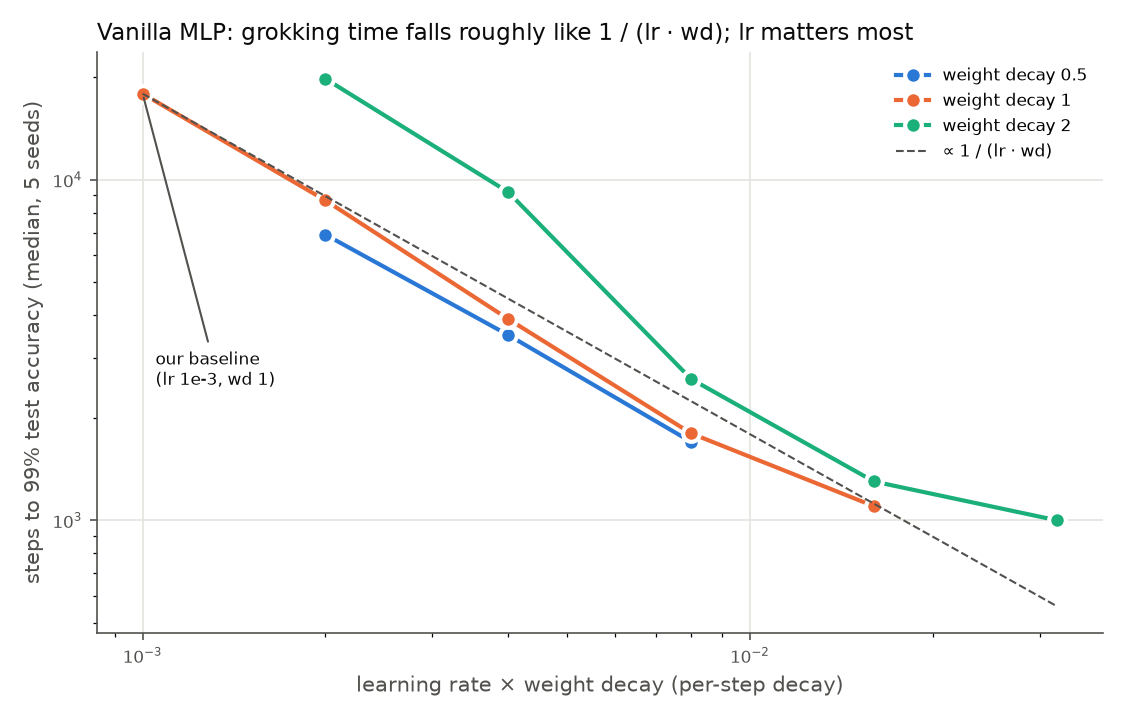 Vanilla MLP: grokking time falls roughly like 1 / (lr · wd); lr matters most
steps to 99% test accuracy (median, 5 seeds)
10⁴
10³
weight decay 0.5
weight decay 1
weight decay 2
∝ 1 / (lr · wd)
our baseline
(lr 1e-3, wd 1)
10⁻³
10⁻²
learning rate × weight decay (per-step decay)